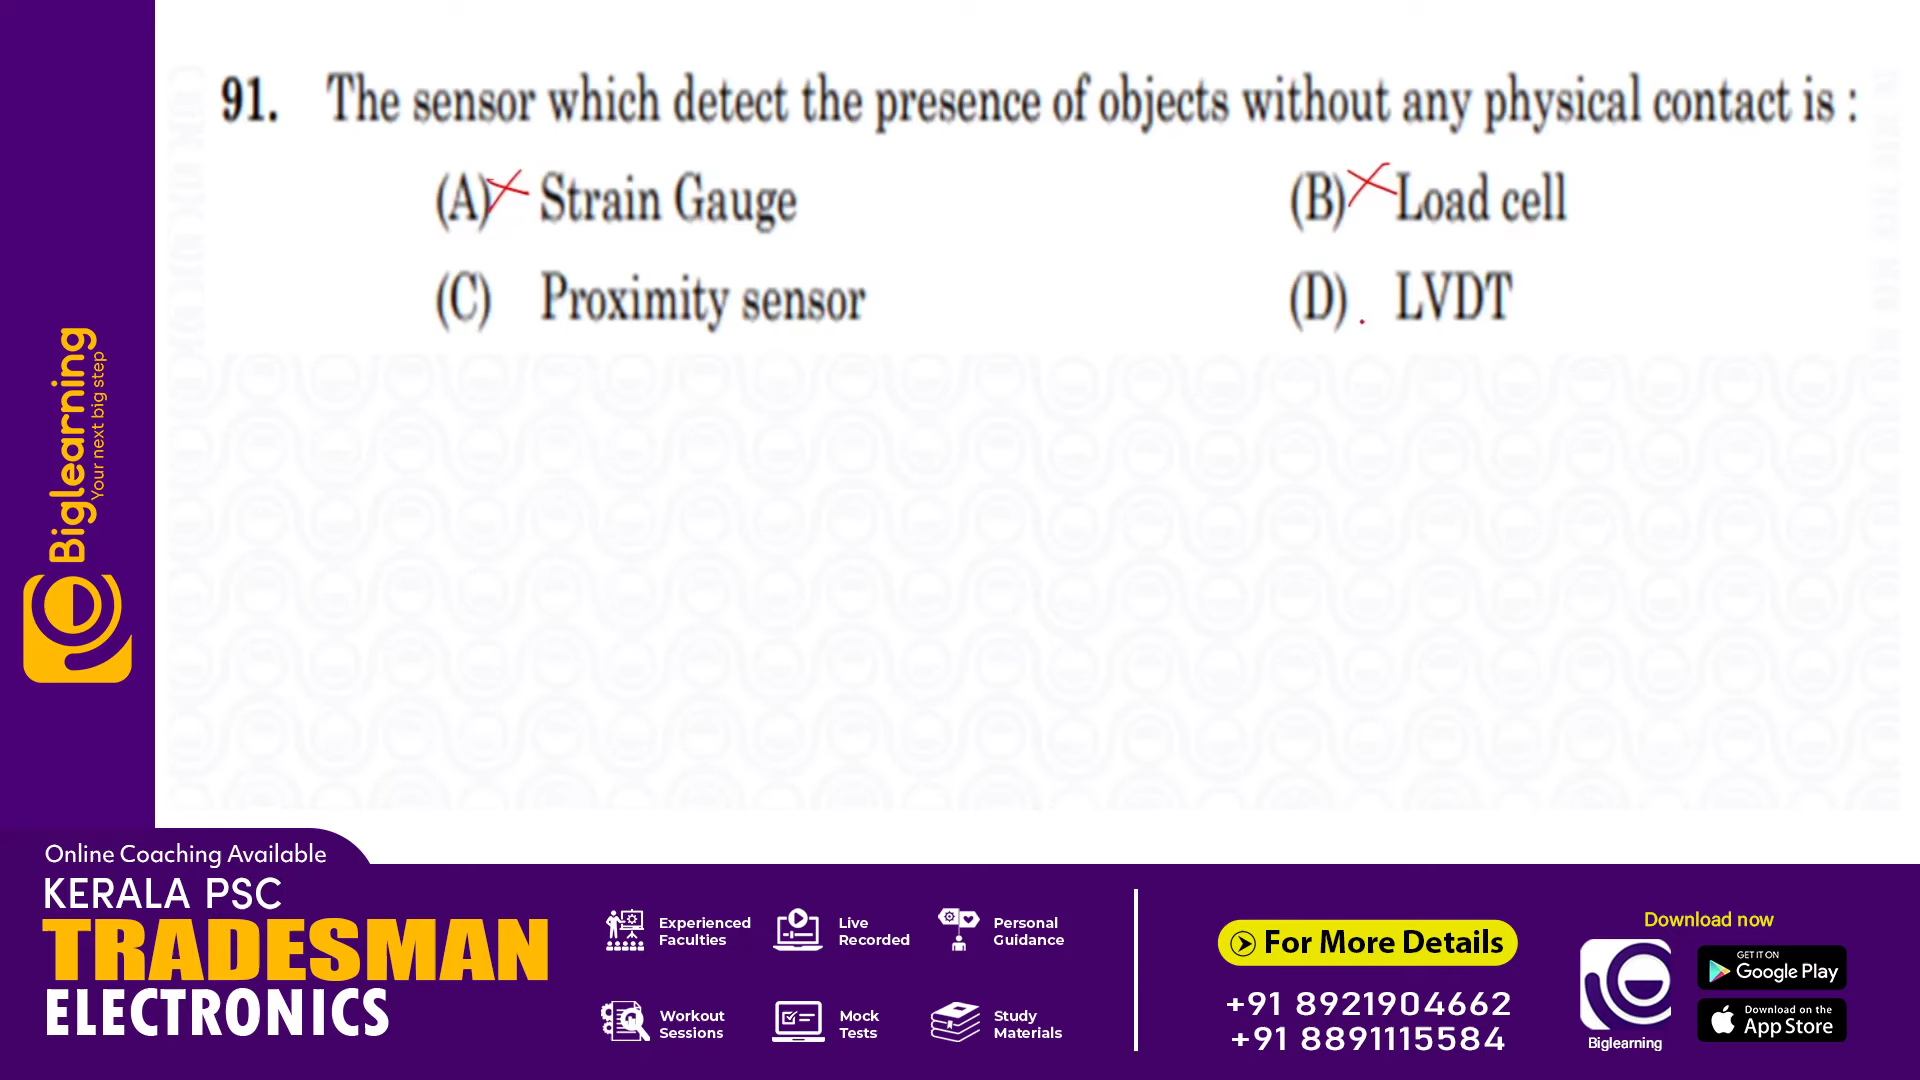 91. The sensor which detect the presence of objects without any physical contact is :
(A) Strain Gauge
(B) Load cell
(C) Proximity sensor
(D) LVDT
Biglearning
Your next big step
Online Coaching Available
KERALA PSC
TRADESMAN
ELECTRONICS
Experienced
Faculties
Live
Recorded
Personal
Guidance
Workout
Sessions
Mock
Tests
Study
Materials
For More Details
+91 8921904662
+91 8891115584
Download now
Biglearning
GET IT ON
Google Play
Download on the
App Store